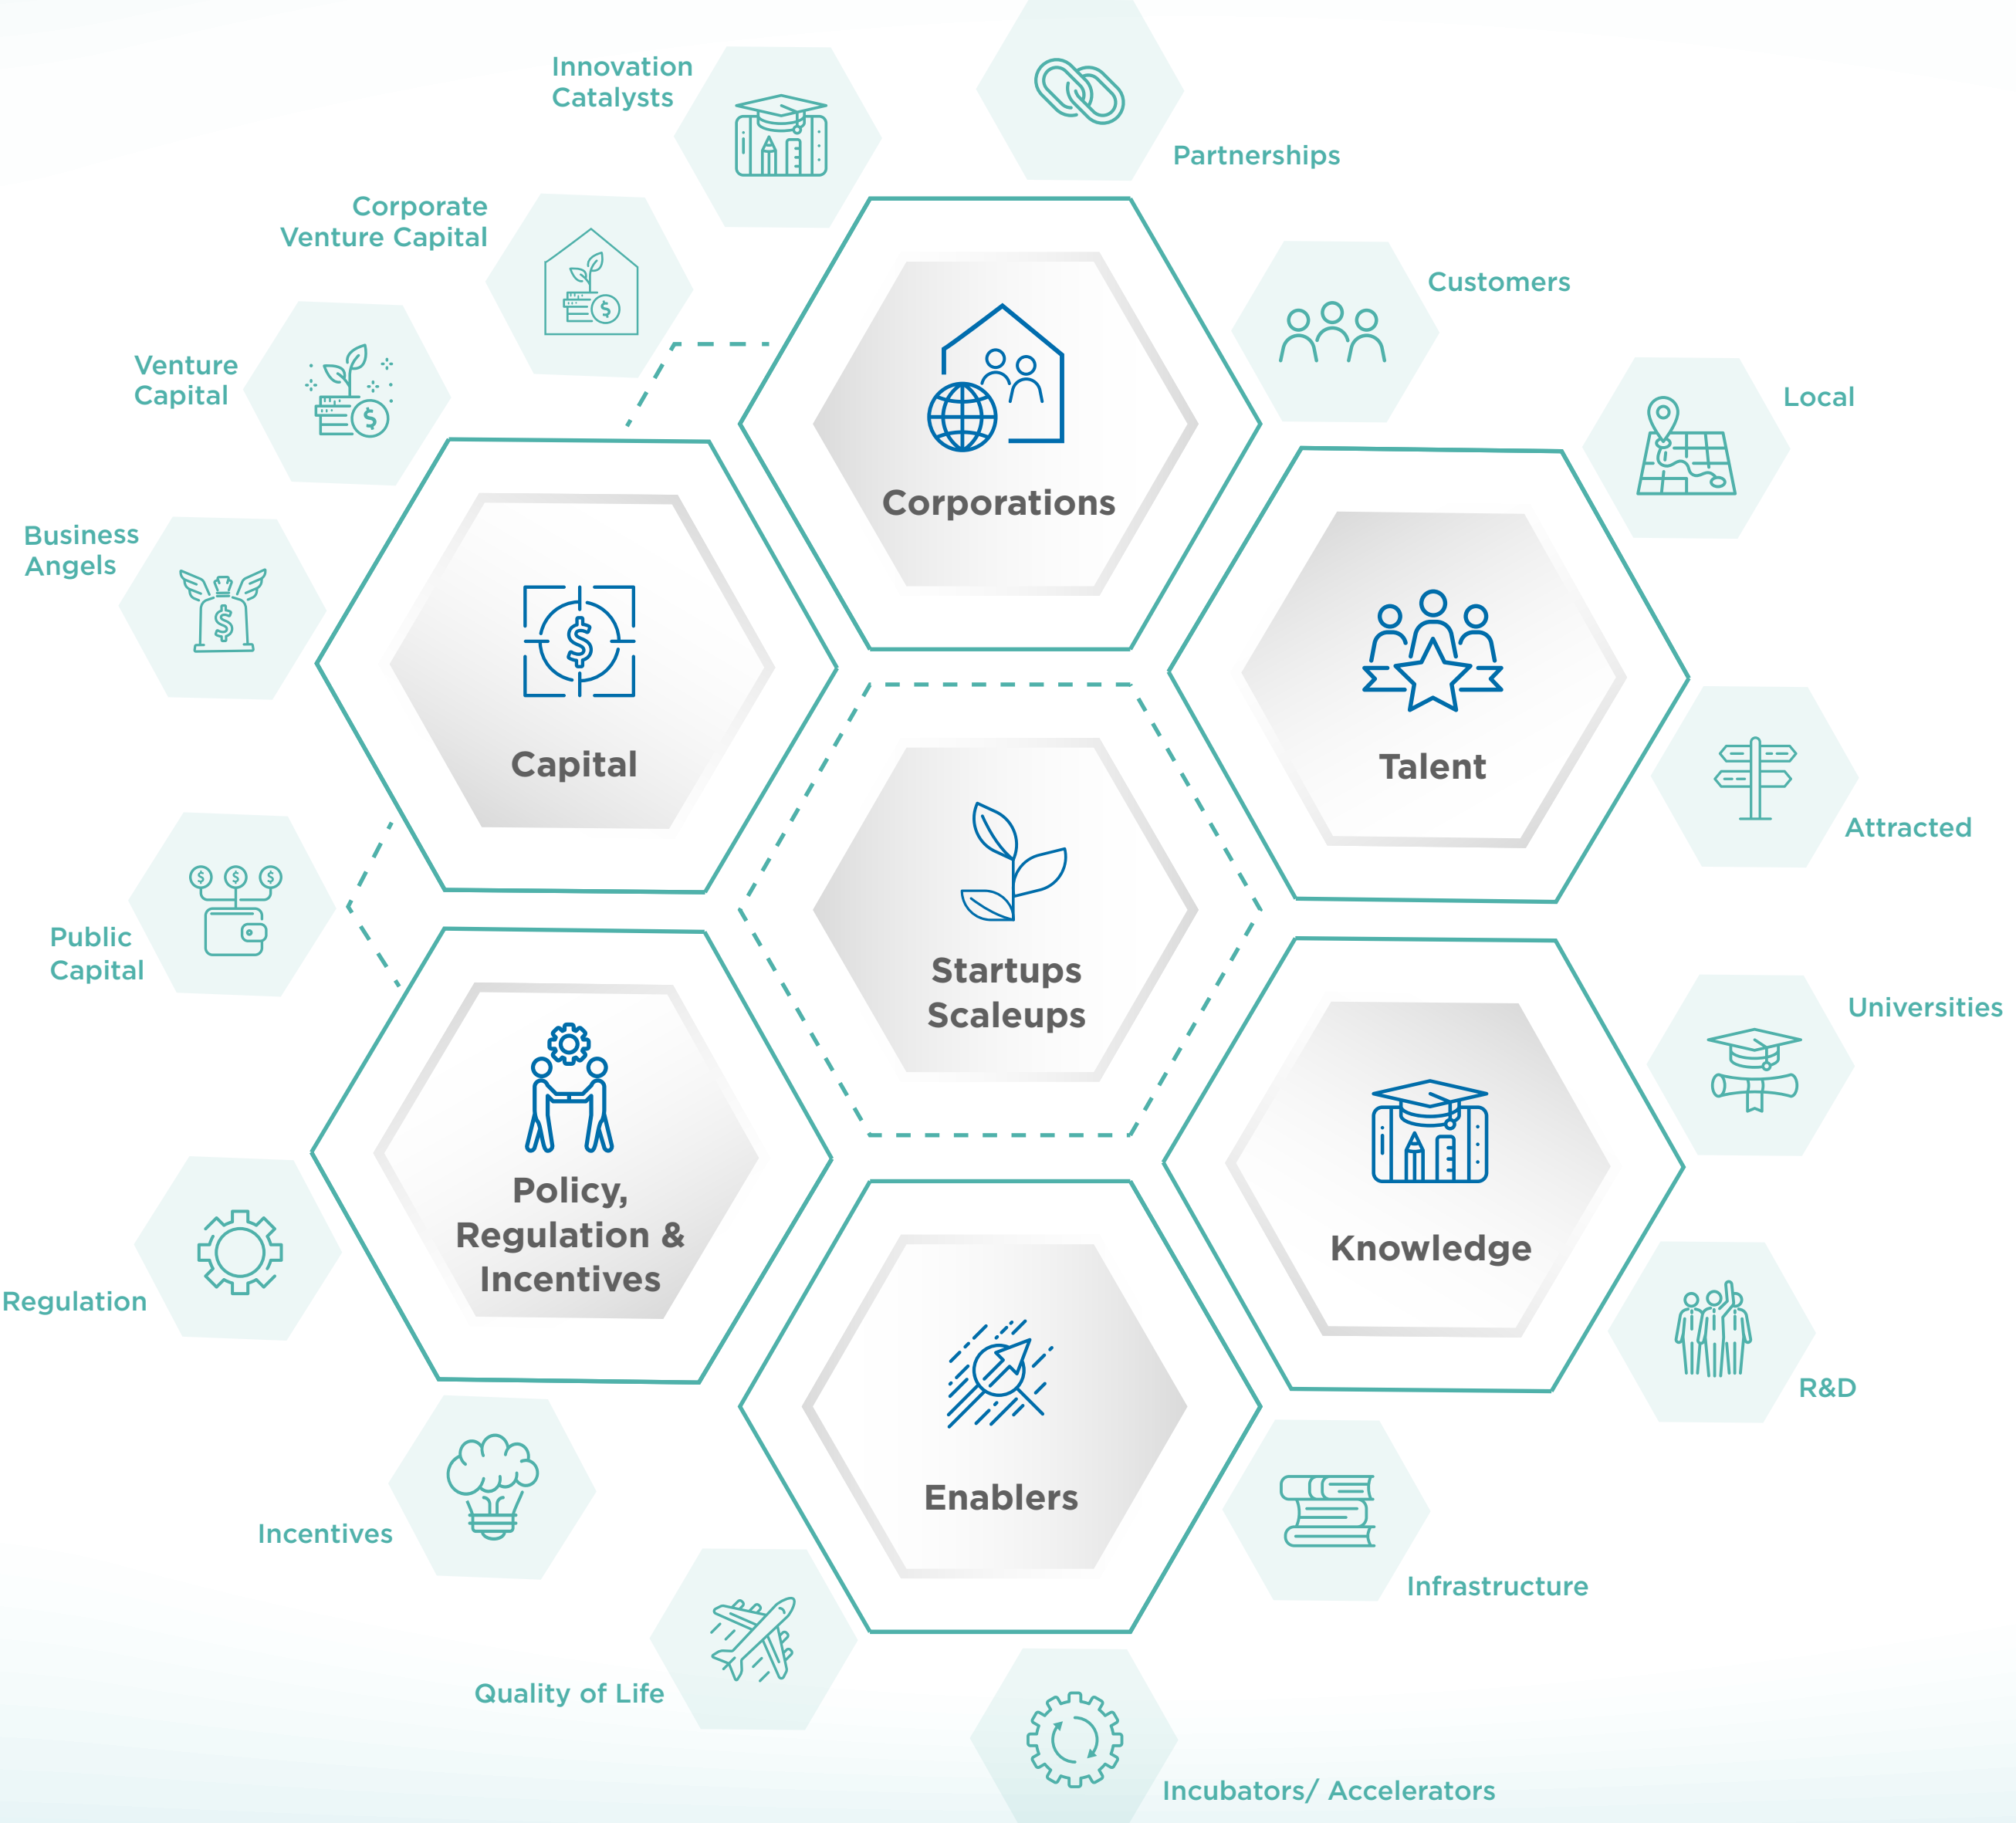 Innovation
Catalysts
Partnerships
Corporate
Venture Capital
Customers
Venture
Capital
Local
Corporations
Business
Angels
Capital
Talent
Attracted
Public
Capital
Startups
Scaleups
Universities
Policy,
Regulation &
Incentives
Knowledge
Regulation
R&D
Enablers
Incentives
Infrastructure
Quality of Life
Incubators/ Accelerators